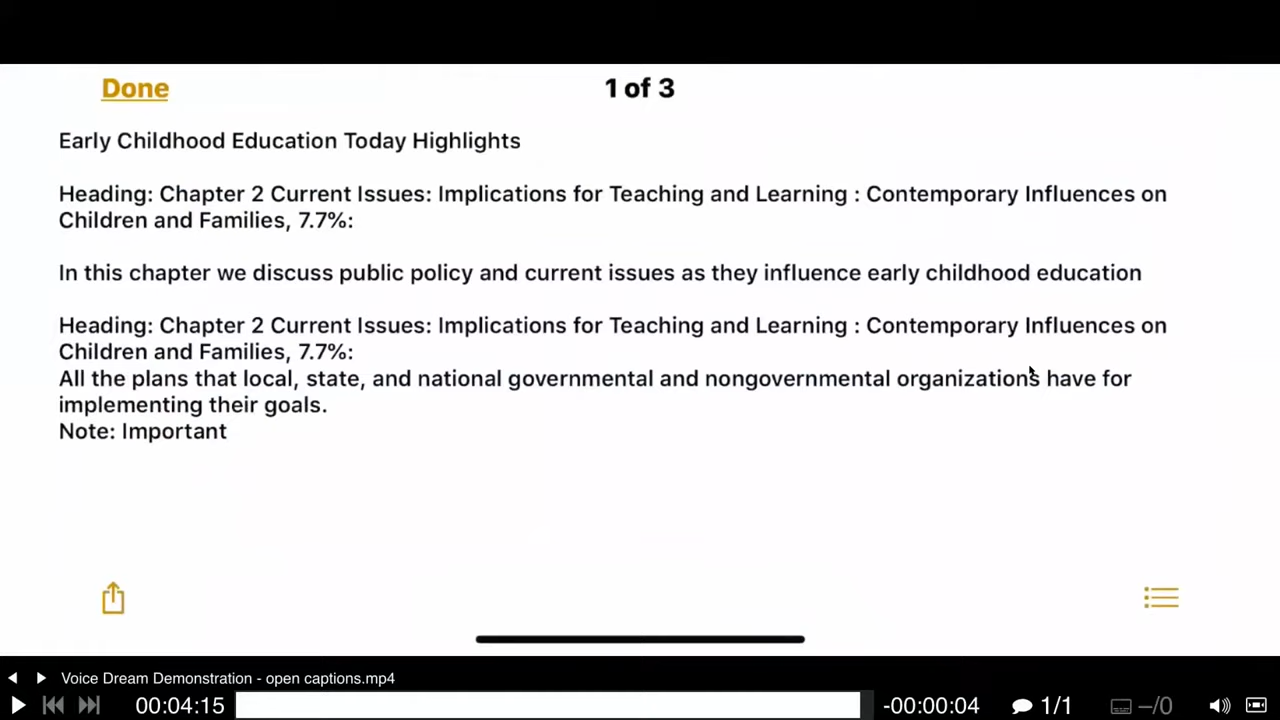 Done
1 of 3
Early Childhood Education Today Highlights
Heading: Chapter 2 Current Issues: Implications for Teaching and Learning : Contemporary Influences on
Children and Families, 7.7%:
In this chapter we discuss public policy and current issues as they influence early childhood education
Heading: Chapter 2 Current Issues: Implications for Teaching and Learning : Contemporary Influences on
Children and Families, 7.7%:
All the plans that local, state, and national governmental and nongovernmental organizations have for
implementing their goals.
Note: Important
Voice Dream Demonstration - open captions.mp4
00:04:15
-00:00:04
1/1
–/0